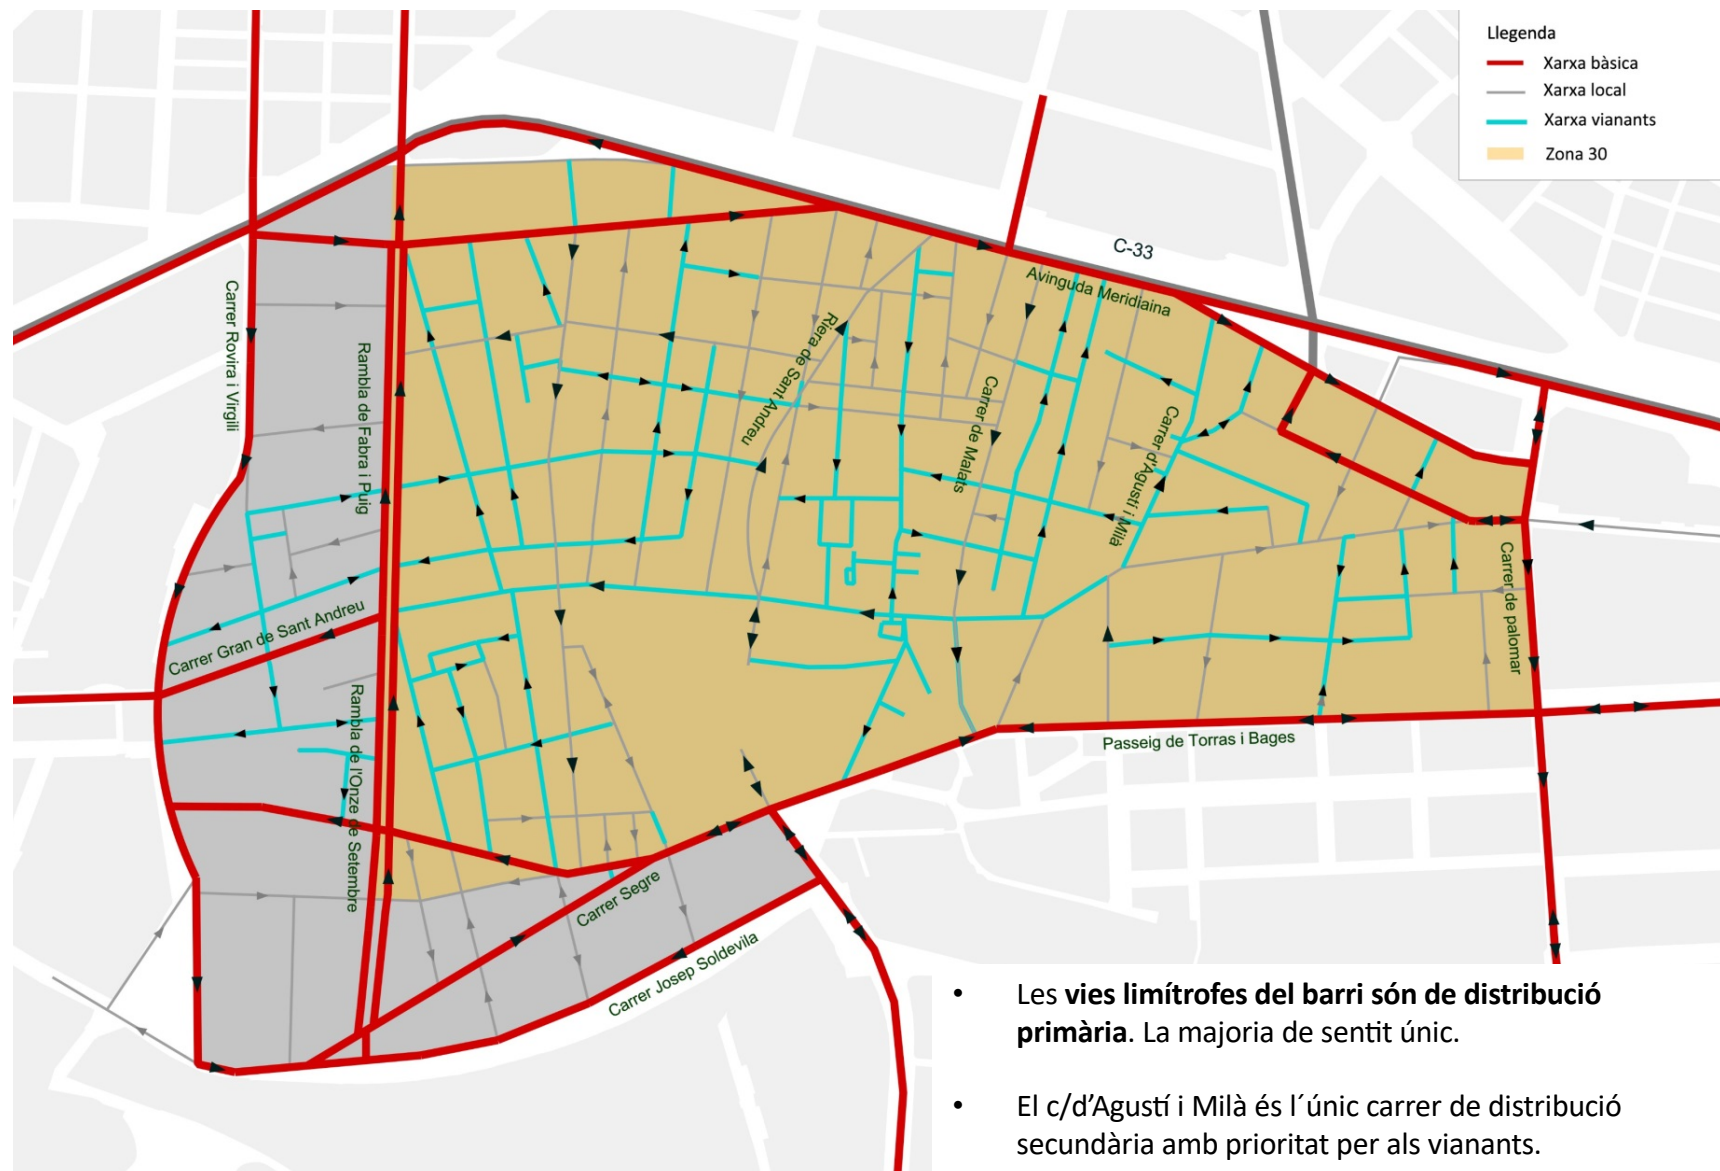 Llegenda
Xarxa bàsica
Xarxa local
Xarxa vianants
Zona 30
C-33
Avinguda Meridiaina
Carrer Rovira i Virgili
Rambla de Fabra i Puig
Riera de Sant Andreu
Carrer de Malats
Carrer d'Agustí i Milà
Carrer de palomar
Carrer Gran de Sant Andreu
Rambla de l'Onze de Setembre
Passeig de Torras i Bages
Carrer Segre
Carrer Josep Soldevila
• Les vies limítrofes del barri són de distribució
primària. La majoria de sentit únic.
• El c/d’Agustí i Milà és l´únic carrer de distribució
secundària amb prioritat per als vianants.